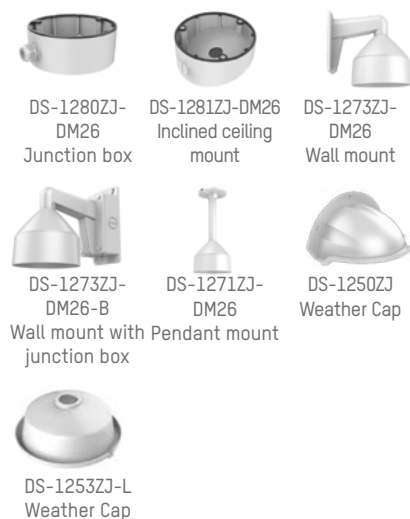 DS-1280ZJ-
DM26
Junction box
DS-1281ZJ-DM26
Inclined ceiling
mount
DS-1273ZJ-
DM26
Wall mount
DS-1273ZJ-
DM26-B
Wall mount with
junction box
DS-1271ZJ-
DM26
Pendant mount
DS-1250ZJ
Weather Cap
DS-1253ZJ-L
Weather Cap